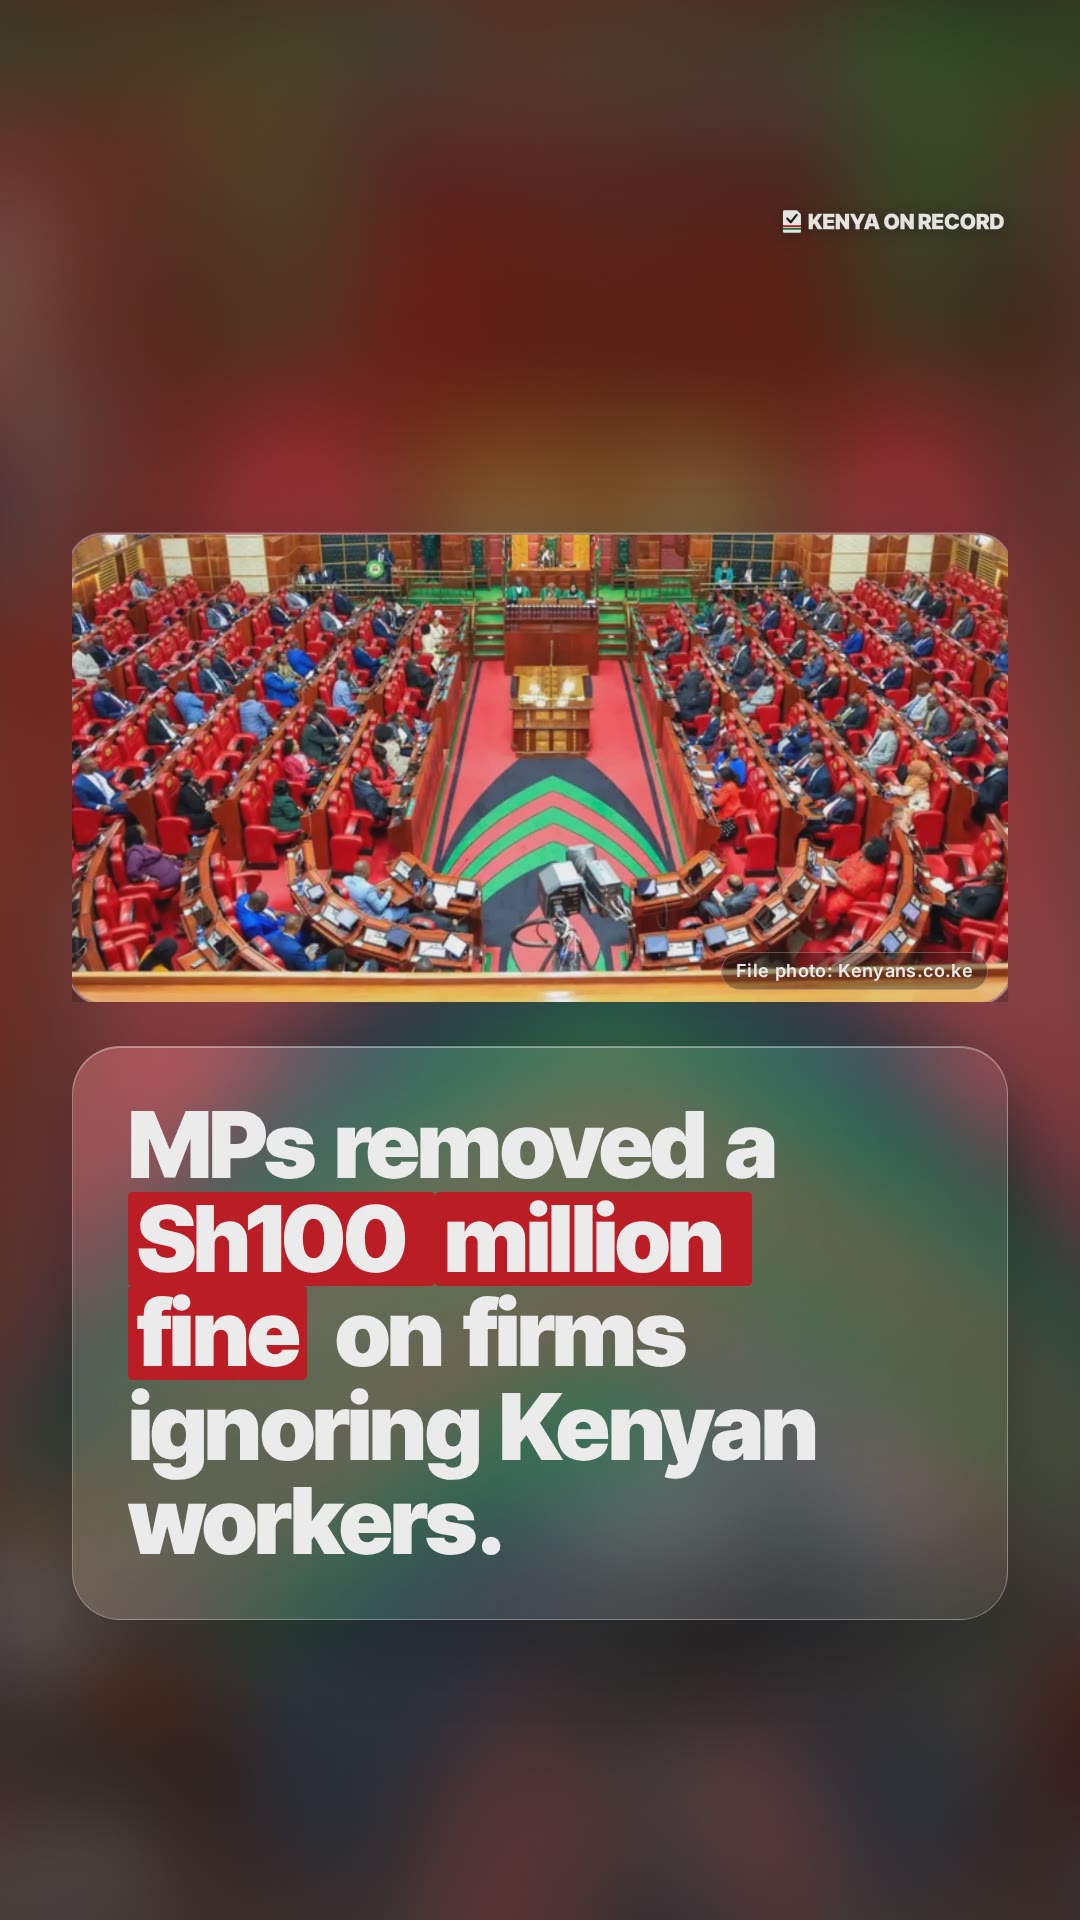 KENYA ON RECORD
File photo: Kenyans.co.ke
MPs removed a
Sh100 million
fine on firms
ignoring Kenyan
workers.